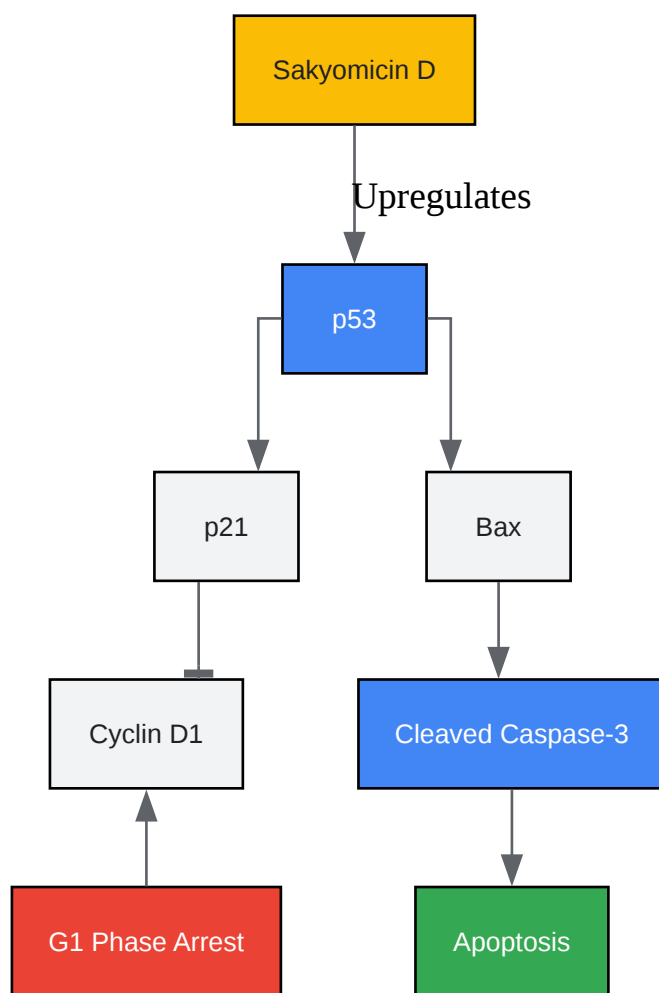 Sakyomicin D
Upregulates
p53
p21
Bax
Cyclin D1
Cleaved Caspase-3
G1 Phase Arrest
Apoptosis